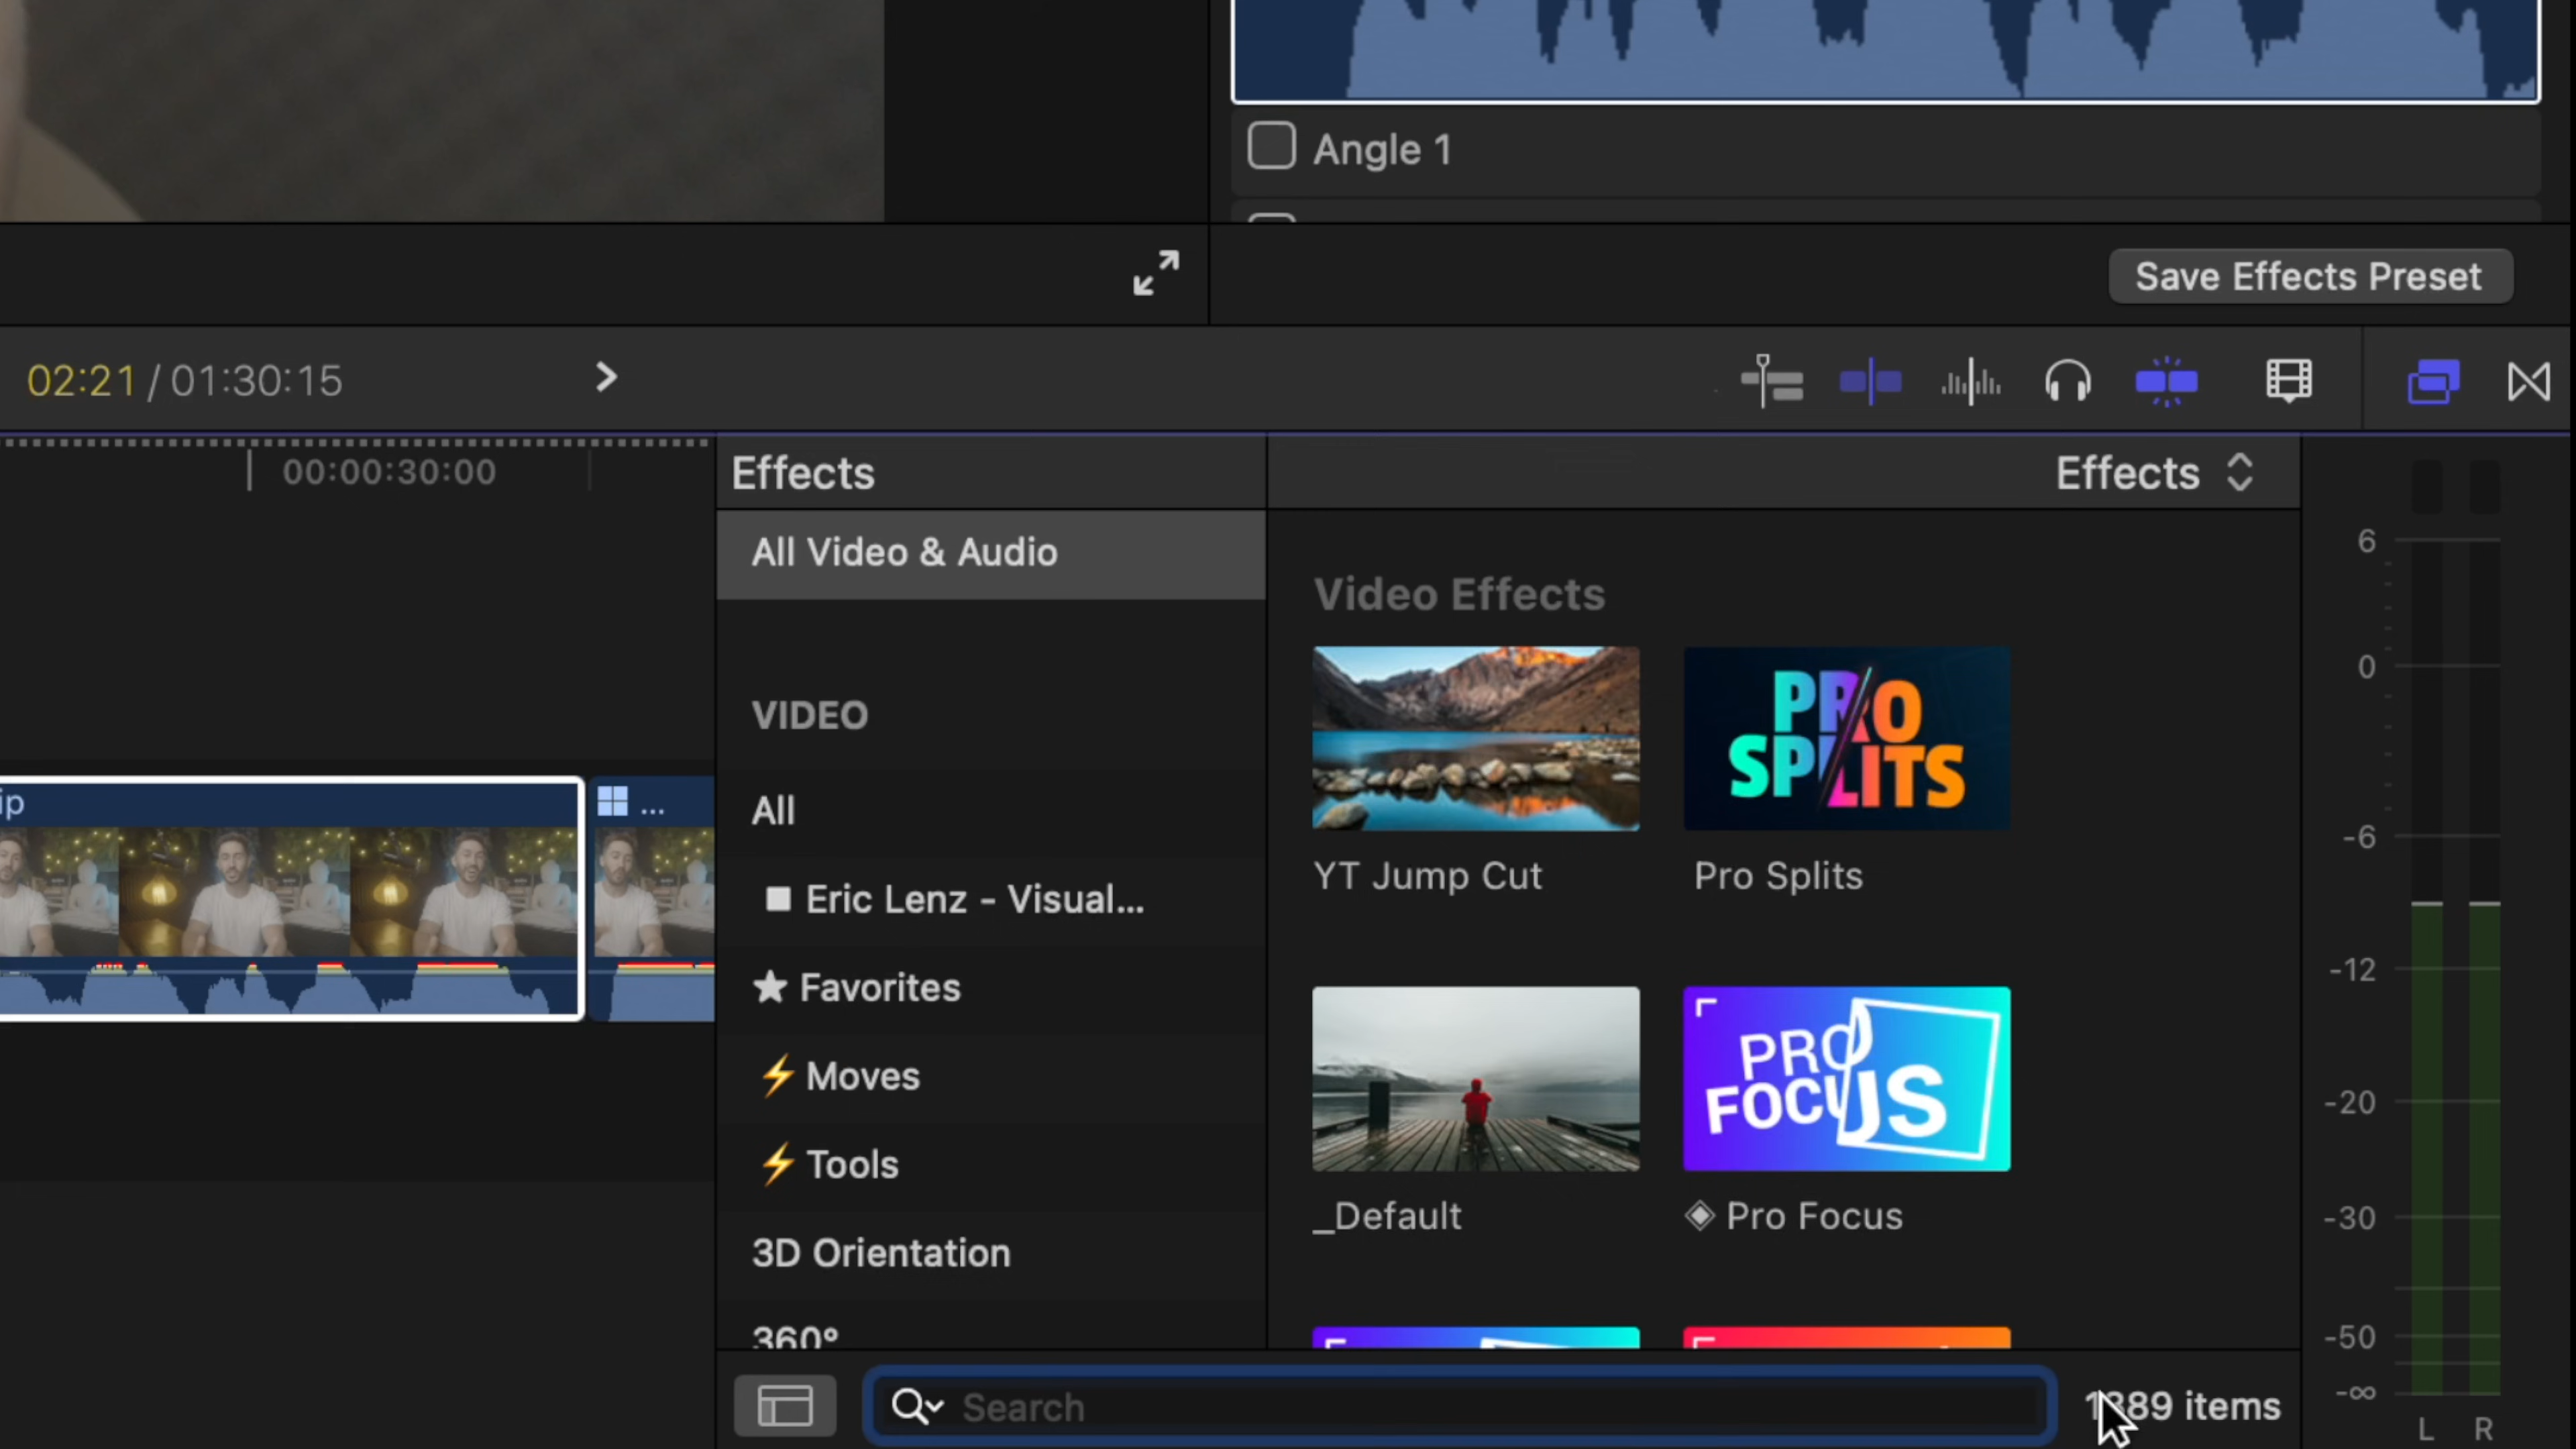 Angle 1
Save Effects Preset
02:21 / 01:30:15
00:00:30:00
Effects
Effects
All Video & Audio
VIDEO
All
Eric Lenz - Visual...
Favorites
Moves
Tools
3D Orientation
360°
Video Effects
PRO
SPLITS
YT Jump Cut
Pro Splits
PRO
FOCUS
_Default
Pro Focus
ip
...
6
0
-6
-12
-20
-30
-50
-∞
L R
Search
items